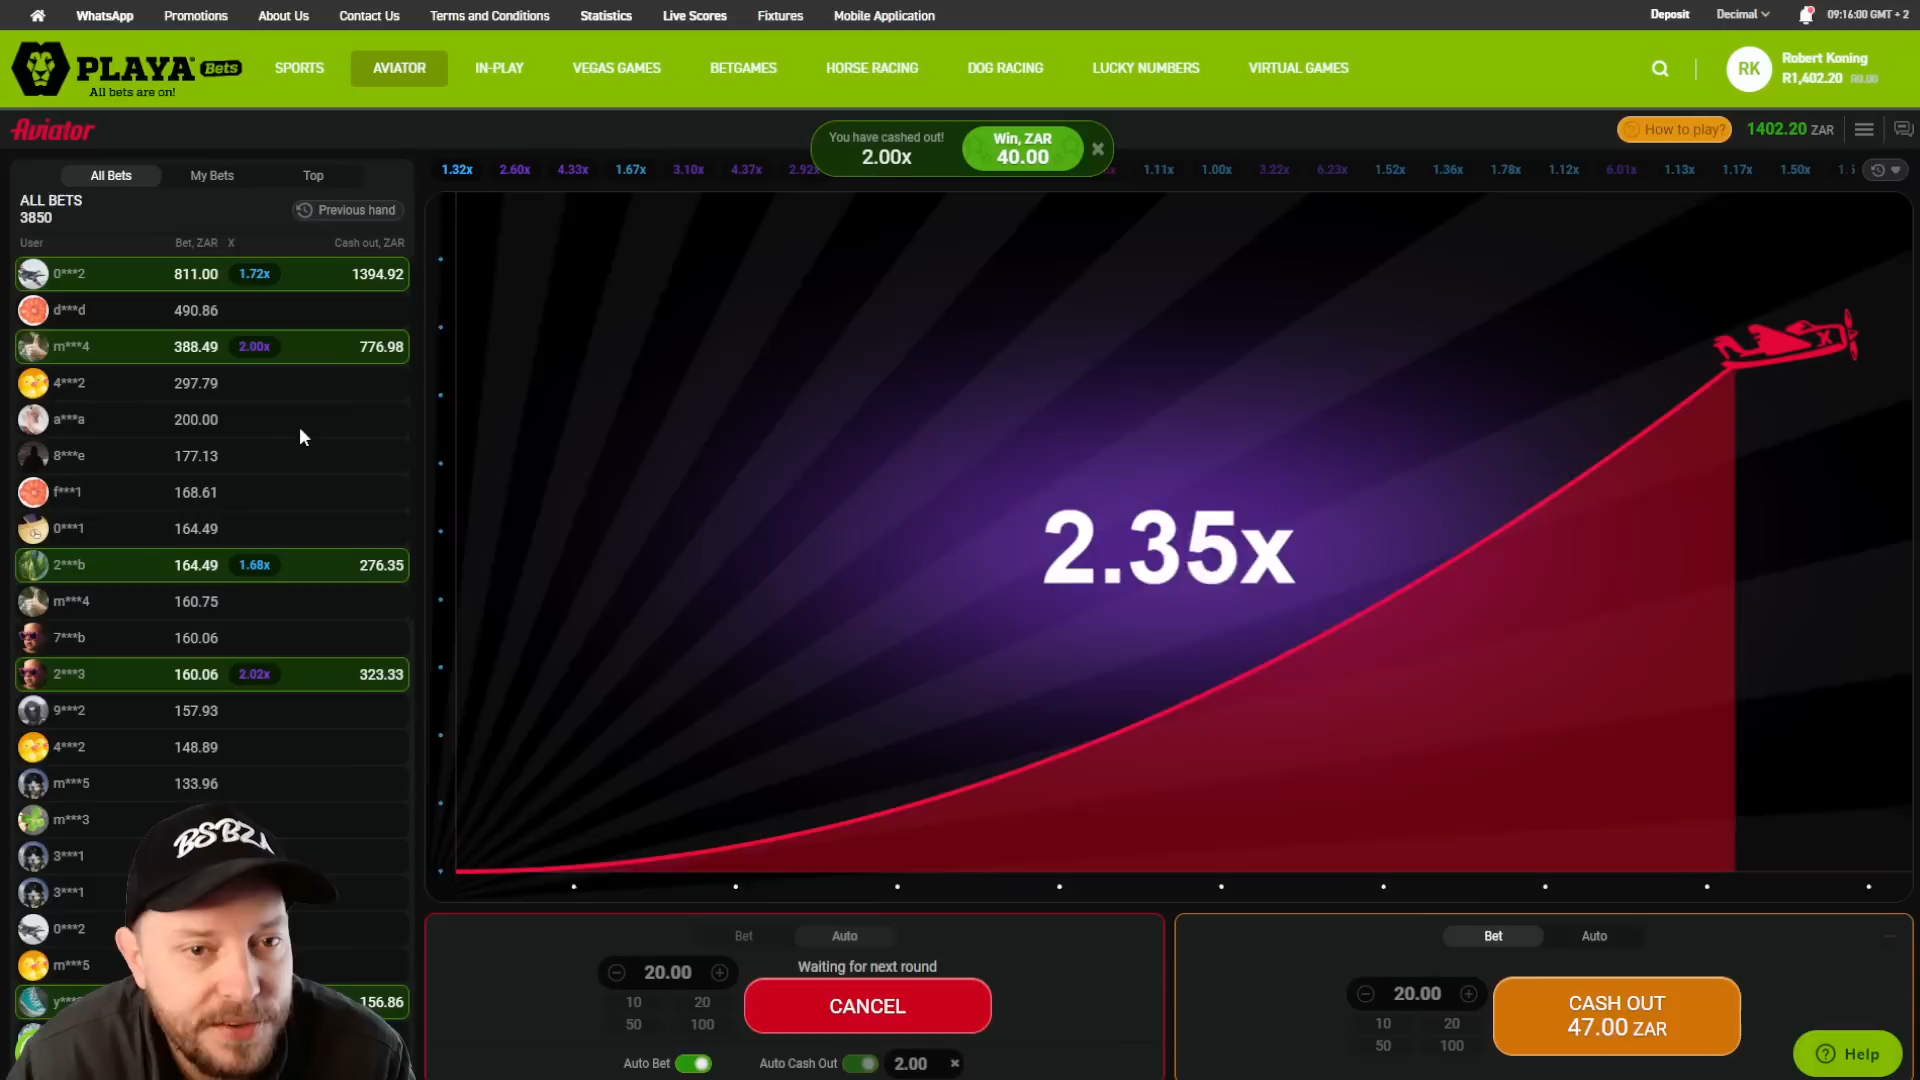 WhatsApp Promotions About Us Contact Us Terms and Conditions Statistics Live Scores Fixtures Mobile Application Deposit Decimal 09:16:00 GMT + 2
PLAYA Bets
All bets are on!
SPORTS AVIATOR IN-PLAY VEGAS GAMES BETGAMES HORSE RACING DOG RACING LUCKY NUMBERS VIRTUAL GAMES
RK
Robert Koning
R1,402.20 R0.00
Aviator
You have cashed out!
2.00x
Win, ZAR
40.00
How to play?
1402.20 ZAR
All Bets My Bets Top
1.32x 2.60x 4.33x 1.67x 3.10x 4.37x 2.92x 1.11x 1.00x 3.22x 6.23x 1.52x 1.36x 1.78x 1.12x 6.01x 1.13x 1.17x 1.50x
ALL BETS
3850
Previous hand
User Bet, ZAR X Cash out, ZAR
0***2 811.00 1.72x 1394.92
d***d 490.86
m***4 388.49 2.00x 776.98
4***2 297.79
a***a 200.00
8***e 177.13
f***1 168.61
0***1 164.49
2***b 164.49 1.68x 276.35
m***4 160.75
7***b 160.06
2***3 160.06 2.02x 323.33
9***2 157.93
4***2 148.89
m***5 133.96
m***3
3***1
3***1
0***2
m***5
156.86
BSBZA
2.35x
Bet Auto
Waiting for next round
20.00
10 20
50 100
CANCEL
Auto Bet Auto Cash Out 2.00
Bet Auto
20.00
10 20
50 100
CASH OUT
47.00 ZAR
Help